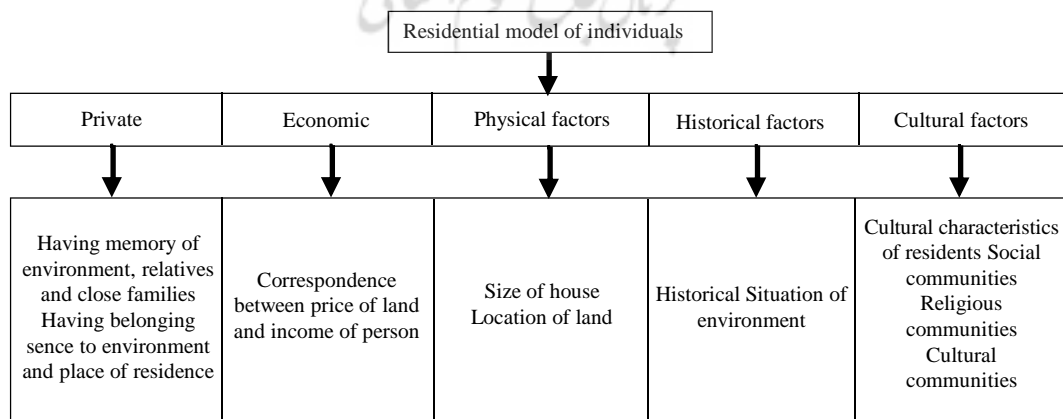 Residential model of individuals
Private
Economic
Physical factors
Historical factors
Cultural factors
Having memory of
environment, relatives
and close families
Having belonging
sence to environment
and place of residence
Correspondence
between price of land
and income of person
Size of house
Location of land
Historical Situation of
environment
Cultural characteristics
of residents Social
communities
Religious
communities
Cultural
communities